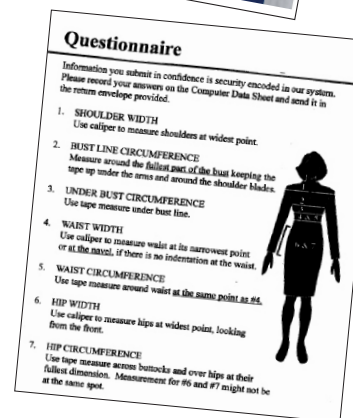 Questionnaire
Information you submit in confidence is security encoded in our system.
Please record your answers on the Computer Data Sheet and send it in
the return envelope provided.
1. SHOULDER WIDTH
Use caliper to measure shoulders at widest point.
2. BUST LINE CIRCUMFERENCE
Measure around the fullest part of the bust keeping the
tape up under the arms and around the shoulder blades.
3. UNDER BUST CIRCUMFERENCE
Use tape measure under bust line.
4. WAIST WIDTH
Use caliper to measure waist at its narrowest point
or at the navel, if there is no indentation at the waist.
5. WAIST CIRCUMFERENCE
Use tape measure around waist at the same point as #4.
6. HIP WIDTH
Use caliper to measure hips at widest point, looking
from the front.
7. HIP CIRCUMFERENCE
Use tape measure across buttocks and over hips at their
fullest dimension. Measurement for #6 and #7 might not be
at the same spot.